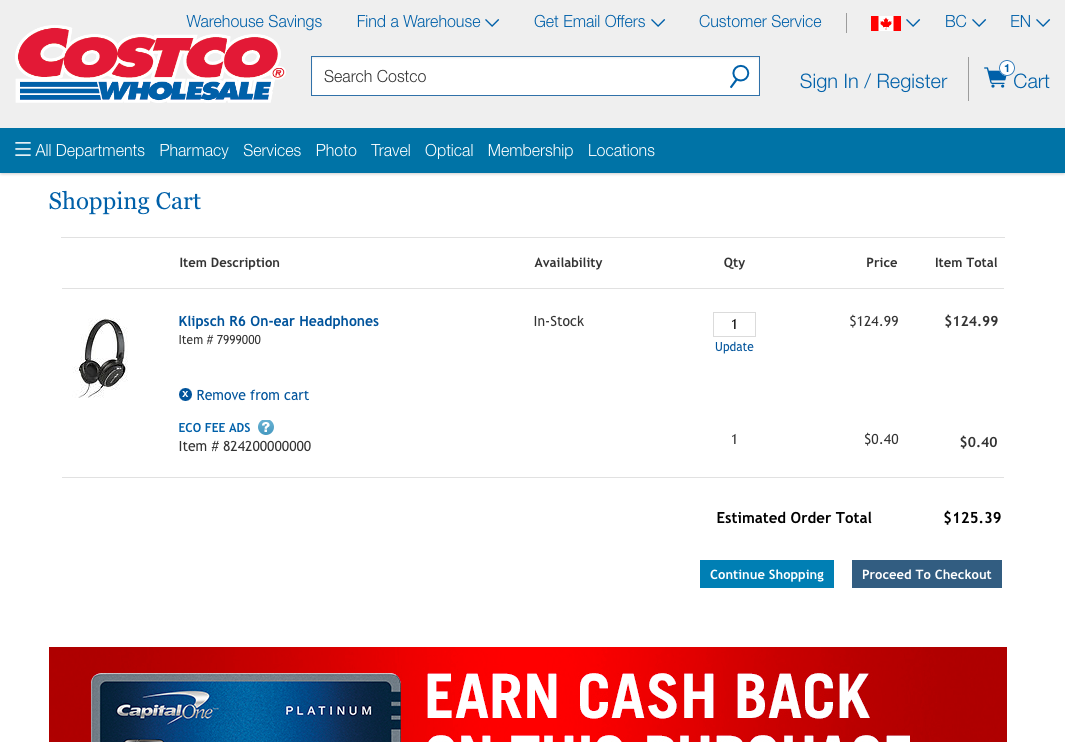 Warehouse Savings Find a Warehouse Get Email Offers Customer Service BC EN
COSTCO®
WHOLESALE
Search Costco
Sign In / Register
1
Cart
All Departments Pharmacy Services Photo Travel Optical Membership Locations
Shopping Cart
Item Description Availability Qty Price Item Total
Klipsch R6 On-ear Headphones In-Stock 1 $124.99 $124.99
Item # 7999000
Update
x Remove from cart
ECO FEE ADS ?
Item # 824200000000 1 $0.40 $0.40
Estimated Order Total $125.39
Continue Shopping Proceed To Checkout
Capital One PLATINUM
EARN CASH BACK
ON THIS PURCHASE